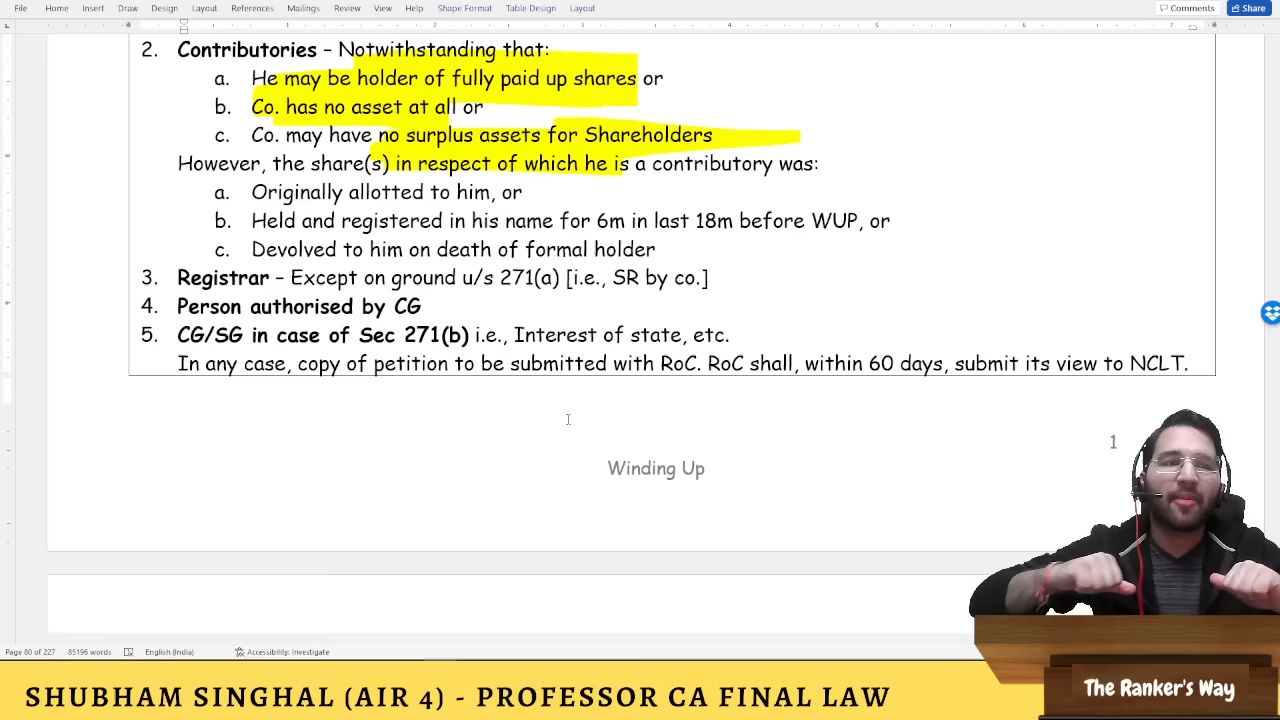 File Home Insert Draw Design Layout References Mailings Review View Help Shape Format Table Design Layout Comments Share
1 2 3 4 5 6 7
2. Contributories – Notwithstanding that:
a. He may be holder of fully paid up shares or
b. Co. has no asset at all or
c. Co. may have no surplus assets for Shareholders
However, the share(s) in respect of which he is a contributory was:
a. Originally allotted to him, or
b. Held and registered in his name for 6m in last 18m before WUP, or
c. Devolved to him on death of formal holder
3. Registrar – Except on ground u/s 271(a) [i.e., SR by co.]
4. Person authorised by CG
5. CG/SG in case of Sec 271(b) i.e., Interest of state, etc.
In any case, copy of petition to be submitted with RoC. RoC shall, within 60 days, submit its view to NCLT.
1
Winding Up
Page 80 of 227 85196 words English (India) Accessibility: Investigate
SHUBHAM SINGHAL (AIR 4) - PROFESSOR CA FINAL LAW
The Ranker's Way